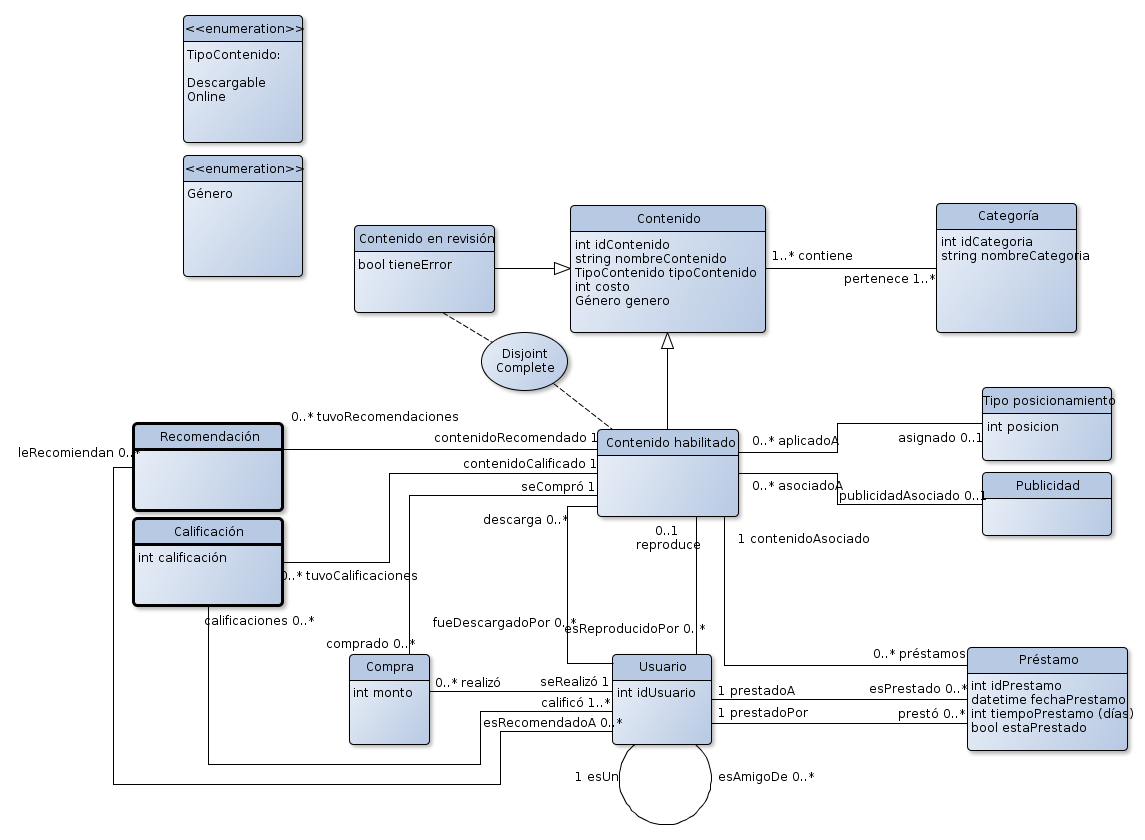 <<enumeration>>
TipoContenido:
Descargable
Online
<<enumeration>>
Género
Contenido en revisión
bool tieneError
Contenido
int idContenido
string nombreContenido
TipoContenido tipoContenido
int costo
Género genero
1..* contiene
pertenece 1..*
Categoría
int idCategoria
string nombreCategoria
Disjoint
Complete
Tipo posicionamiento
int posicion
0..* tuvoRecomendaciones
Recomendación
contenidoRecomendado 1
Contenido habilitado
0..* aplicadoA
asignado 0..1
leRecomiendan 0..*
contenidoCalificado 1
seCompró 1
0..* asociadoA
publicidadAsociado 0..1
Publicidad
descarga 0..*
Calificación
int calificación
0..1
reproduce
1 contenidoAsociado
0..* tuvoCalificaciones
calificaciones 0..*
fueDescargadoPor 0..*
esReproducidoPor 0..*
comprado 0..*
0..* préstamos
Compra
int monto
0..* realizó
seRealizó 1
calificó 1..*
esRecomendadoA 0..*
Usuario
int idUsuario
1 prestadoA
esPrestado 0..*
1 prestadoPor
prestó 0..*
Préstamo
int idPrestamo
datetime fechaPrestamo
int tiempoPrestamo (días)
bool estaPrestado
1 esUn
esAmigoDe 0..*